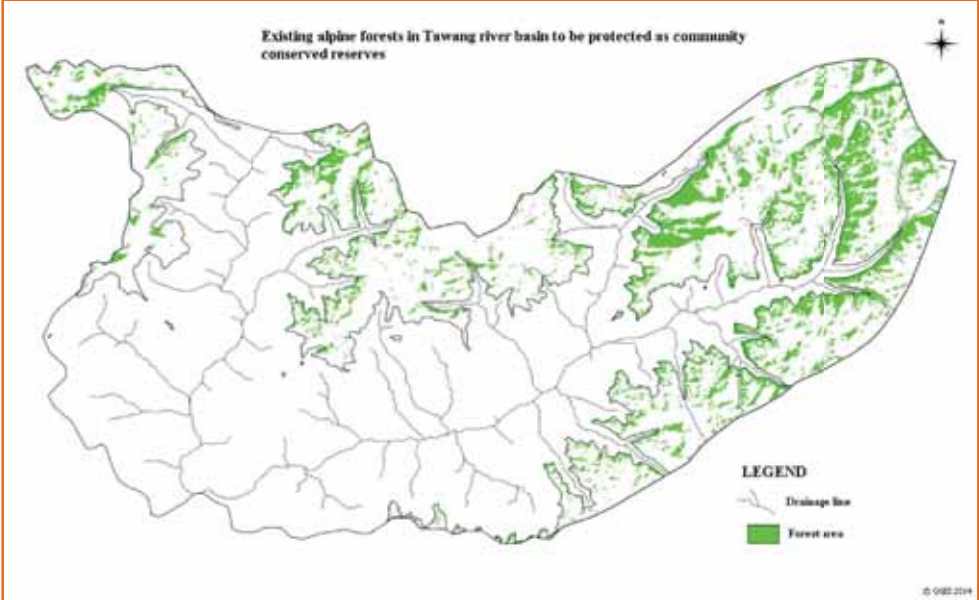 Existing alpine forests in Tawang river basin to be protected as community
conserved reserves
N
LEGEND
Drainage line
Forest area
2014